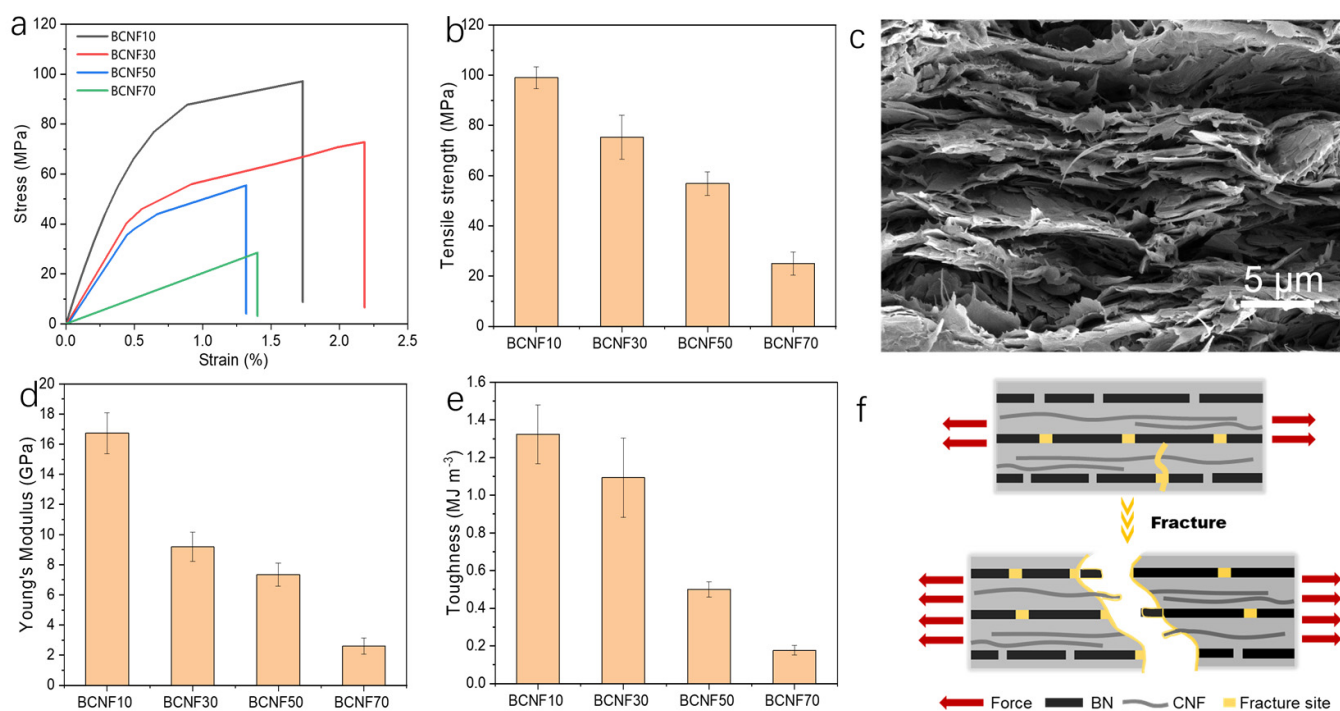 a
Stress (MPa)
120
100
80
60
40
20
0
BCNF10
BCNF30
BCNF50
BCNF70
0.0 0.5 1.0 1.5 2.0 2.5
Strain (%)
b
Tensile strength (MPa)
120
100
80
60
40
20
0
BCNF10 BCNF30 BCNF50 BCNF70
c
5 μm
d
Young's Modulus (GPa)
20
18
16
14
12
10
8
6
4
2
0
BCNF10 BCNF30 BCNF50 BCNF70
e
Toughness (MJ m⁻³)
1.6
1.4
1.2
1.0
0.8
0.6
0.4
0.2
0.0
BCNF10 BCNF30 BCNF50 BCNF70
f
Fracture
Force BN CNF Fracture site